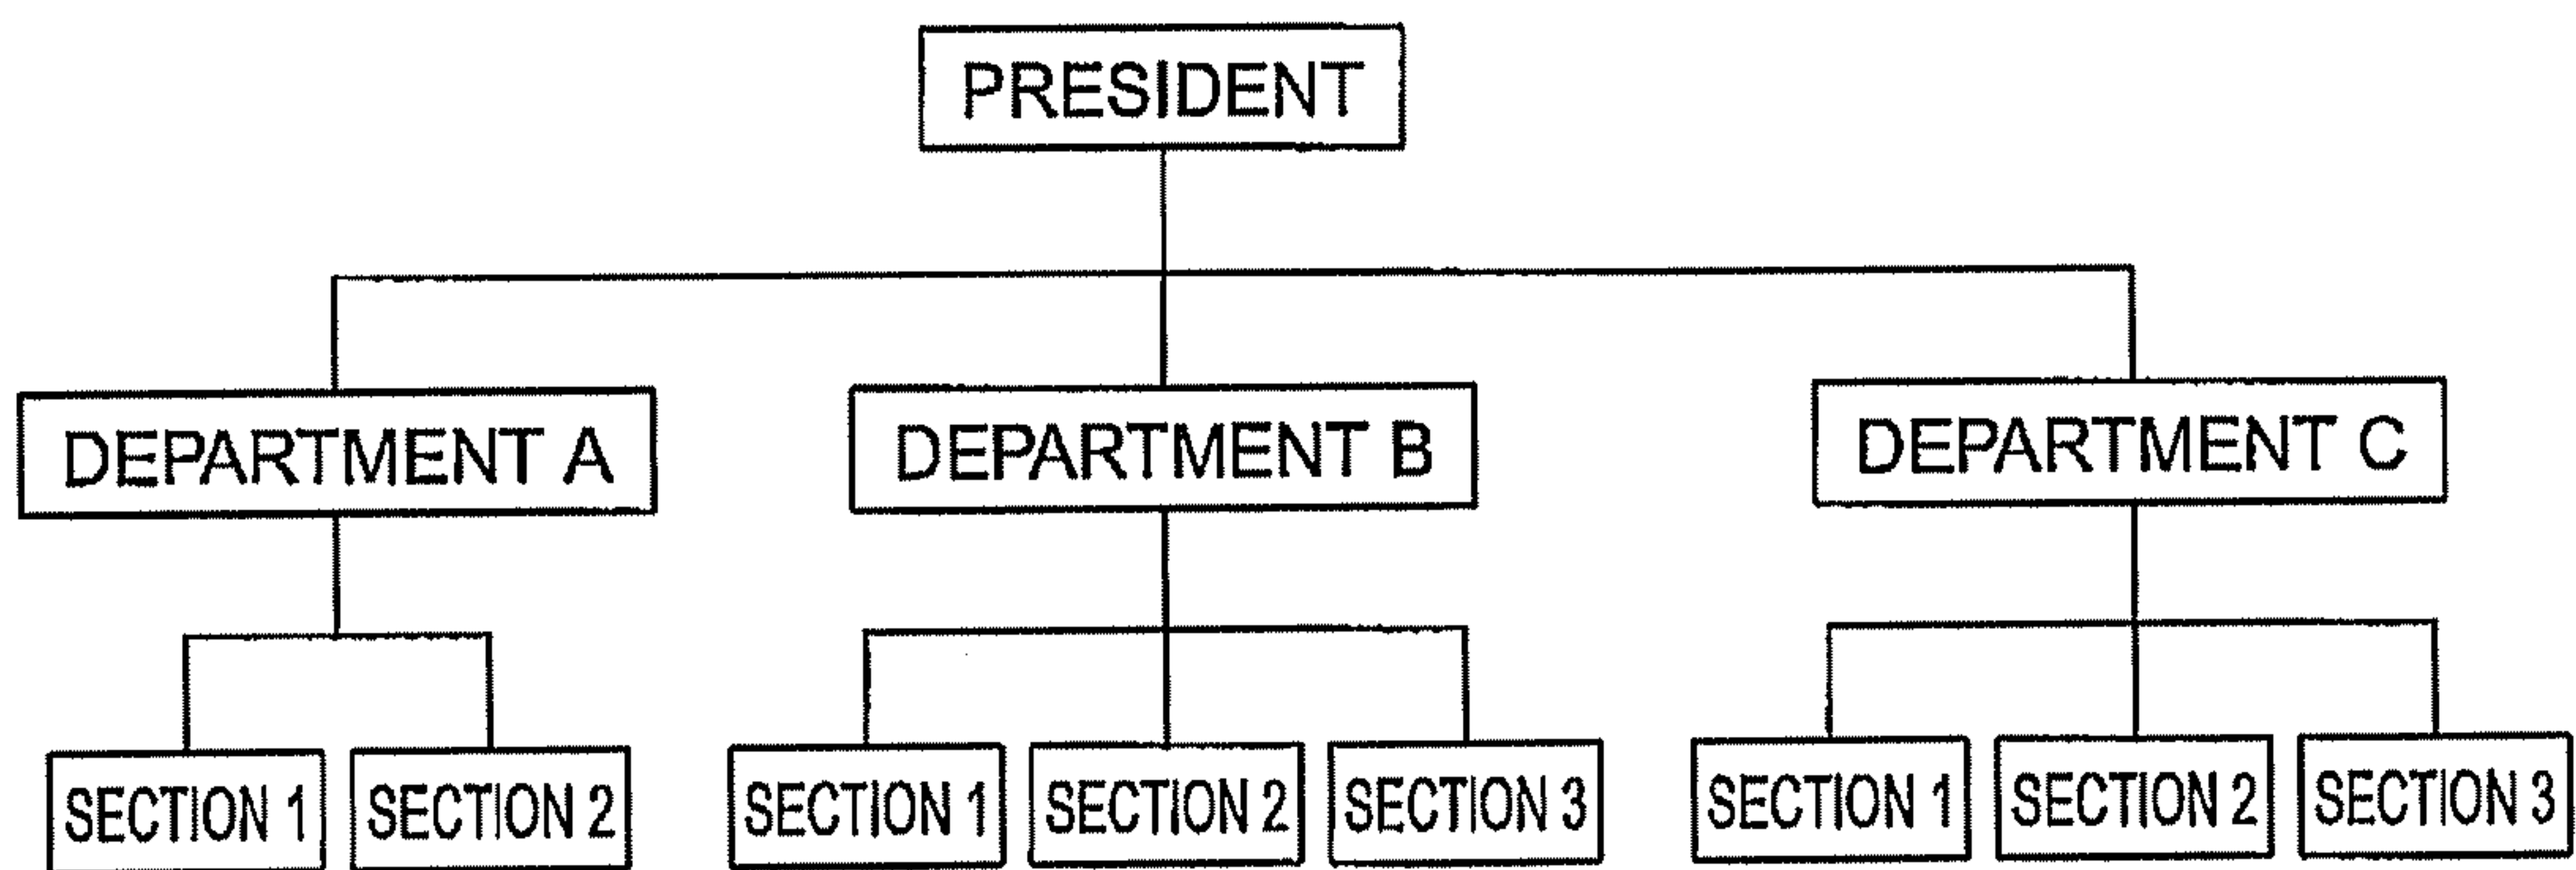 PRESIDENT
DEPARTMENT A
DEPARTMENT B
DEPARTMENT C
SECTION 1
SECTION 2
SECTION 1
SECTION 2
SECTION 3
SECTION 1
SECTION 2
SECTION 3